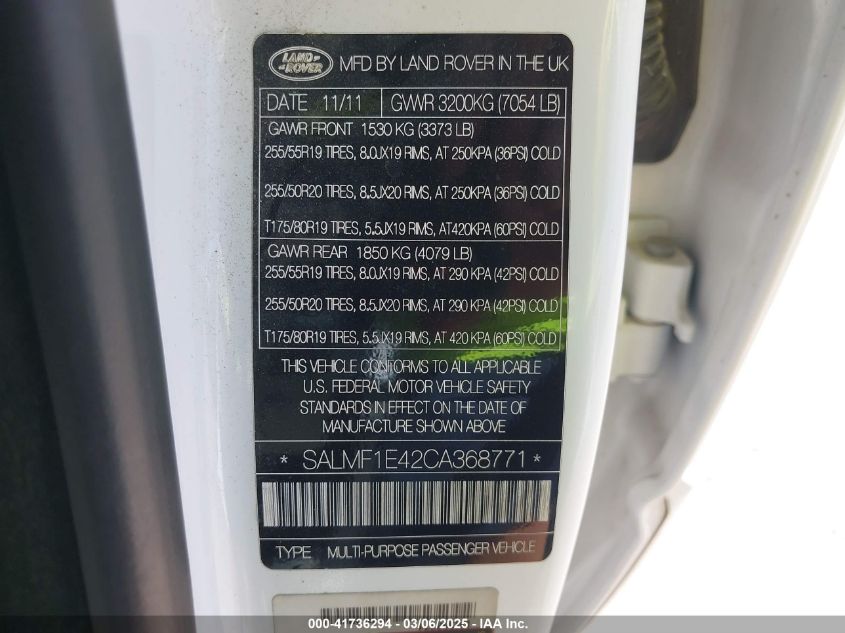 LAND ROVER
MFD BY LAND ROVER IN THE UK
DATE 11/11 GVWR 3200KG (7054 LB)
GAWR FRONT 1530 KG (3373 LB)
255/55R19 TIRES, 8.0JX19 RIMS, AT 250KPA (36PSI) COLD
255/50R20 TIRES, 8.5JX20 RIMS, AT 250KPA (36PSI) COLD
T175/80R19 TIRES, 5.5JX19 RIMS, AT420KPA (60PSI) COLD
GAWR REAR 1850 KG (4079 LB)
255/55R19 TIRES, 8.0JX19 RIMS, AT 290 KPA (42PSI) COLD
255/50R20 TIRES, 8.5JX20 RIMS, AT 290 KPA (42PSI) COLD
T175/80R19 TIRES, 5.5JX19 RIMS, AT 420 KPA (60PSI) COLD
THIS VEHICLE CONFORMS TO ALL APPLICABLE
U.S. FEDERAL MOTOR VEHICLE SAFETY
STANDARDS IN EFFECT ON THE DATE OF
MANUFACTURE SHOWN ABOVE
* SALMF1E42CA368771 *
TYPE MULTI-PURPOSE PASSENGER VEHICLE
000-41736294 - 03/06/2025 - IAA Inc.